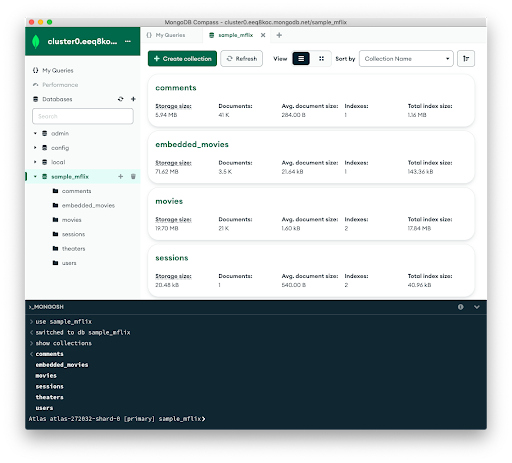 MongoDB Compass - cluster0.eeq8koc.mongodb.net/sample_mflix
cluster0.eeq8ko... •••
{} My Queries
Performance
Databases
Search
admin
config
local
sample_mflix
comments
embedded_movies
movies
sessions
theaters
users
{} My Queries
sample_mflix
+ Create collection
Refresh
View
Sort by
Collection Name
comments
Storage size: Documents: Avg. document size: Indexes: Total index size:
5.94 MB 41 K 284.00 B 1 1.16 MB
embedded_movies
Storage size: Documents: Avg. document size: Indexes: Total index size:
71.62 MB 3.5 K 21.64 kB 1 143.36 kB
movies
Storage size: Documents: Avg. document size: Indexes: Total index size:
19.70 MB 21 K 1.60 kB 2 17.84 MB
sessions
Storage size: Documents: Avg. document size: Indexes: Total index size:
20.48 kB 1 540.00 B 2 40.96 kB
>_MONGOSH
> use sample_mflix
< switched to db sample_mflix
> show collections
< comments
embedded_movies
movies
sessions
theaters
users
Atlas atlas-272032-shard-0 [primary] sample_mflix>